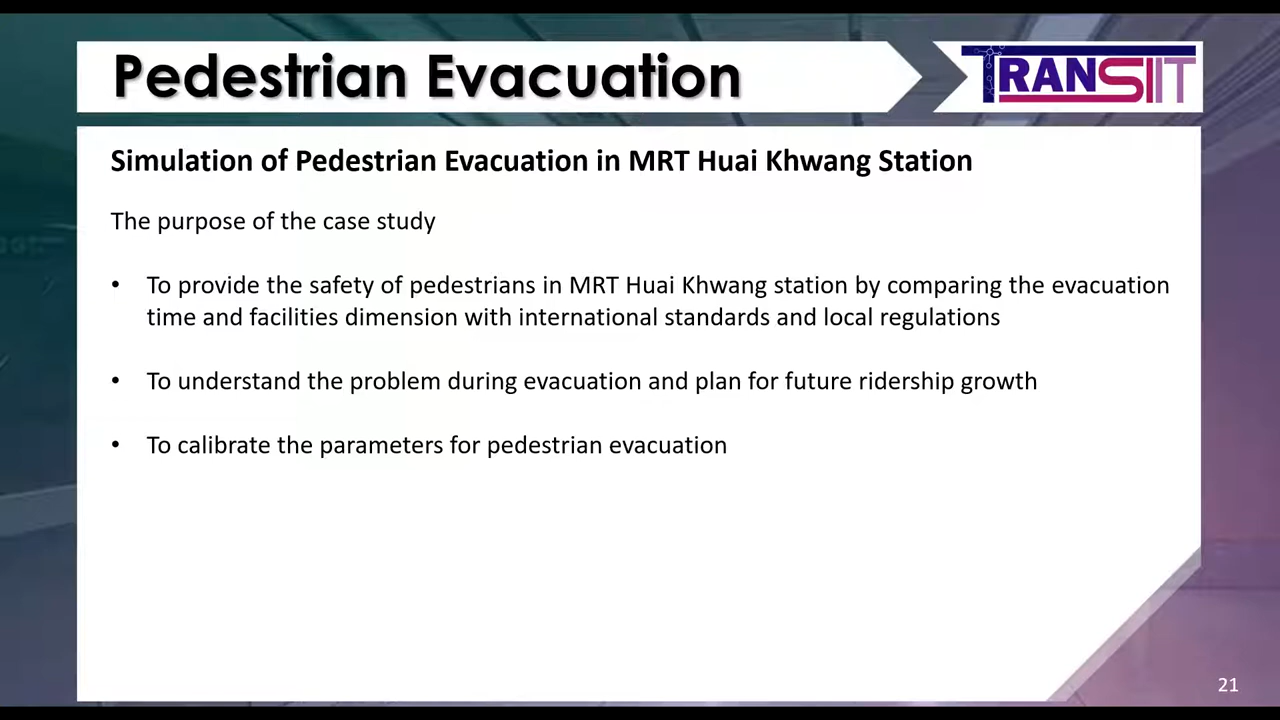 Pedestrian Evacuation
TRANSIIT
Simulation of Pedestrian Evacuation in MRT Huai Khwang Station
The purpose of the case study
• To provide the safety of pedestrians in MRT Huai Khwang station by comparing the evacuation
time and facilities dimension with international standards and local regulations
• To understand the problem during evacuation and plan for future ridership growth
• To calibrate the parameters for pedestrian evacuation
21